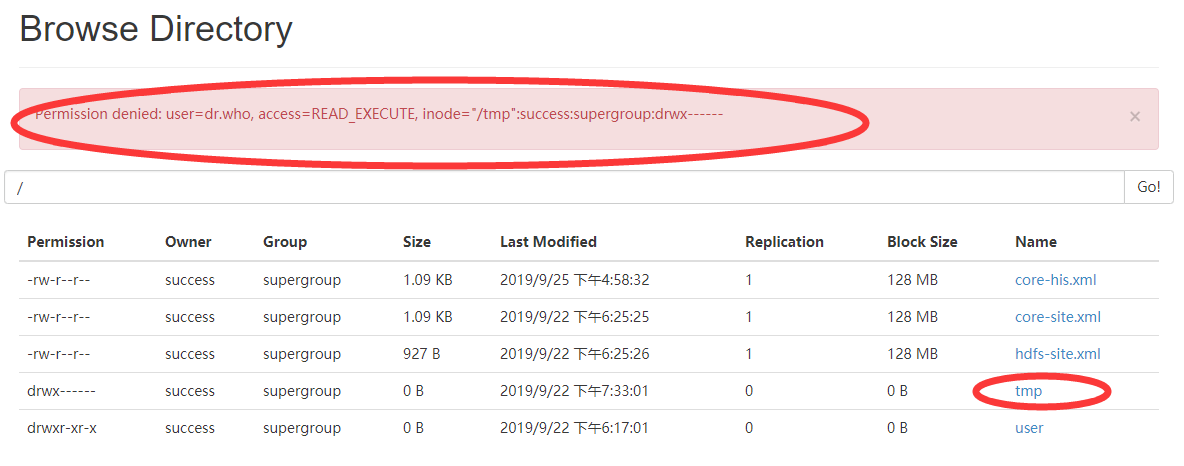 Browse Directory
Permission denied: user=dr.who, access=READ_EXECUTE, inode="/tmp":success:supergroup:drwx------ ×
/ Go!
Permission Owner Group Size Last Modified Replication Block Size Name
-rw-r--r-- success supergroup 1.09 KB 2019/9/25 下午4:58:32 1 128 MB core-his.xml
-rw-r--r-- success supergroup 1.09 KB 2019/9/22 下午6:25:25 1 128 MB core-site.xml
-rw-r--r-- success supergroup 927 B 2019/9/22 下午6:25:26 1 128 MB hdfs-site.xml
drwx------ success supergroup 0 B 2019/9/22 下午7:33:01 0 0 B tmp
drwxr-xr-x success supergroup 0 B 2019/9/22 下午6:17:01 0 0 B user